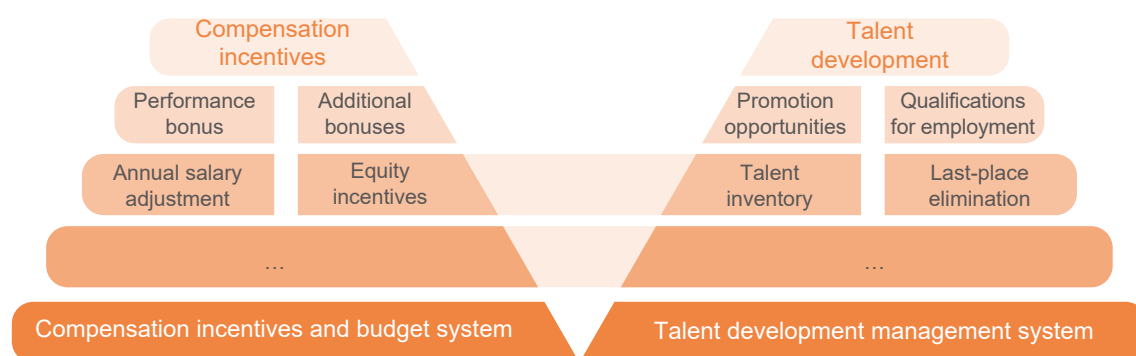 Compensation
incentives
Talent
development
Performance
bonus
Additional
bonuses
Promotion
opportunities
Qualifications
for employment
Annual salary
adjustment
Equity
incentives
Talent
inventory
Last-place
elimination
...
...
Compensation incentives and budget system
Talent development management system